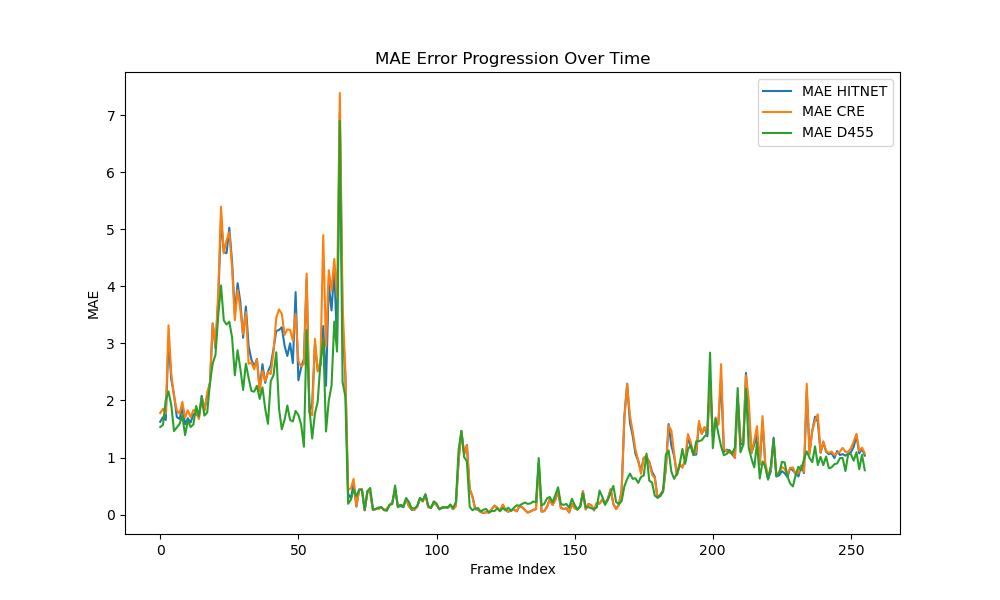 MAE Error Progression Over Time
MAE HITNET
MAE CRE
MAE D455
MAE
7
6
5
4
3
2
1
0
0 50 100 150 200 250
Frame Index